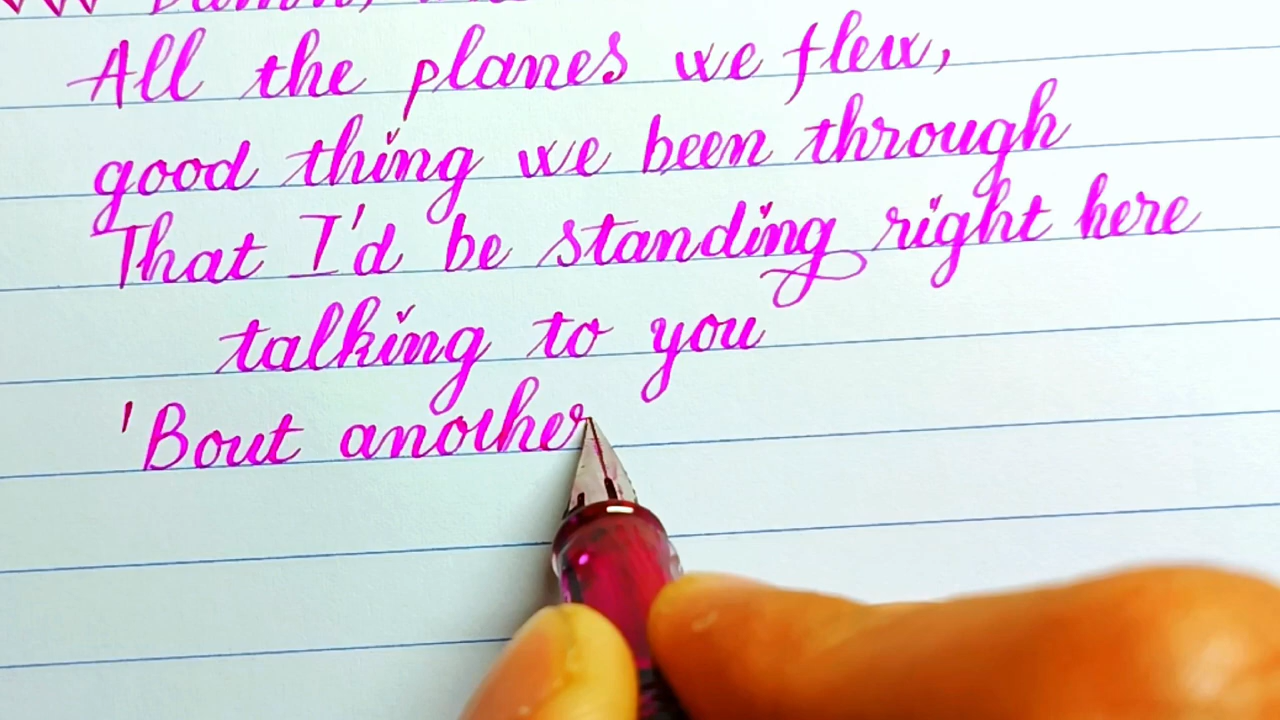 All the planes we flew,
good thing we been through
That I'd be standing right here
talking to you
'Bout another